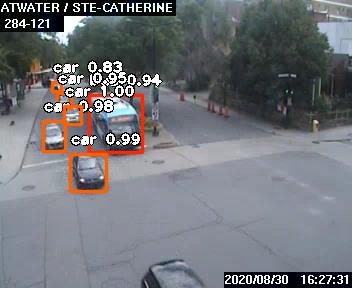 ATWATER / STE-CATHERINE
284-121
car 0.83
car 0.95 0.94
car 1.00
car 0.98
car 0.99
2020/08/30 16:27:31